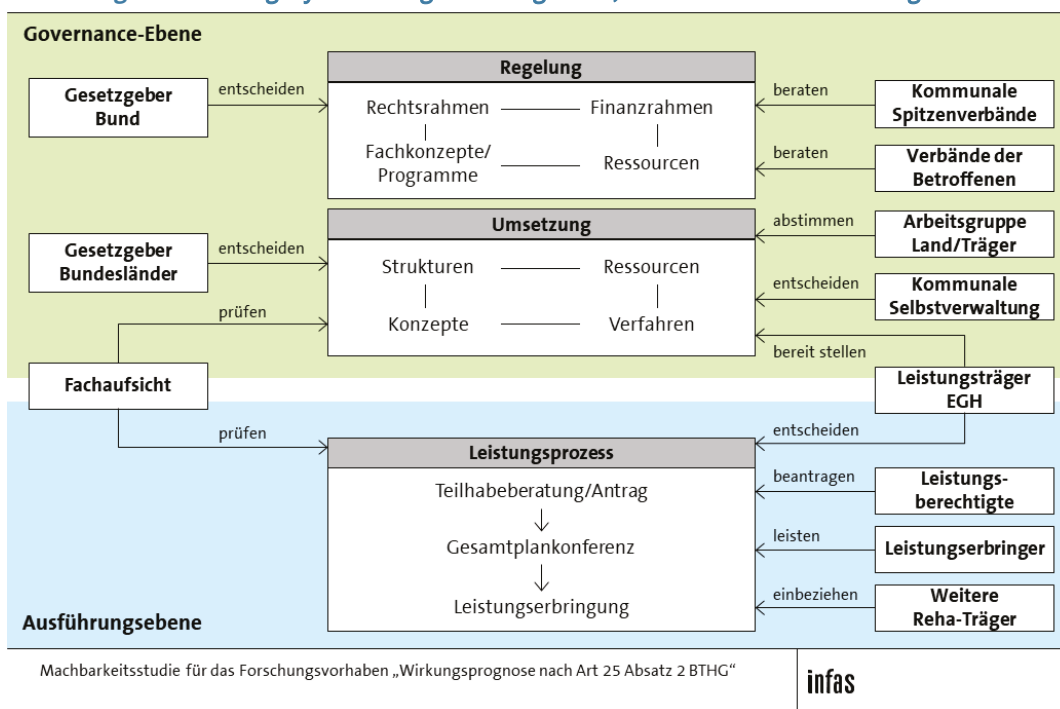 Governance-Ebene
Regelung
Gesetzgeber
Bund
entscheiden
Rechtsrahmen
Finanzrahmen
Fachkonzepte/
Programme
Ressourcen
beraten
Kommunale
Spitzenverbände
beraten
Verbände der
Betroffenen
Umsetzung
Gesetzgeber
Bundesländer
entscheiden
Strukturen
Ressourcen
Konzepte
Verfahren
abstimmen
Arbeitsgruppe
Land/Träger
entscheiden
Kommunale
Selbstverwaltung
prüfen
bereit stellen
Fachaufsicht
Leistungsträger
EGH
prüfen
entscheiden
Leistungsprozess
Teilhabeberatung/Antrag
Gesamtplankonferenz
Leistungserbringung
beantragen
Leistungs-
berechtigte
leisten
Leistungserbringer
einbeziehen
Weitere
Reha-Träger
Ausführungsebene
Machbarkeitsstudie für das Forschungsvorhaben „Wirkungsprognose nach Art 25 Absatz 2 BTHG“
infas